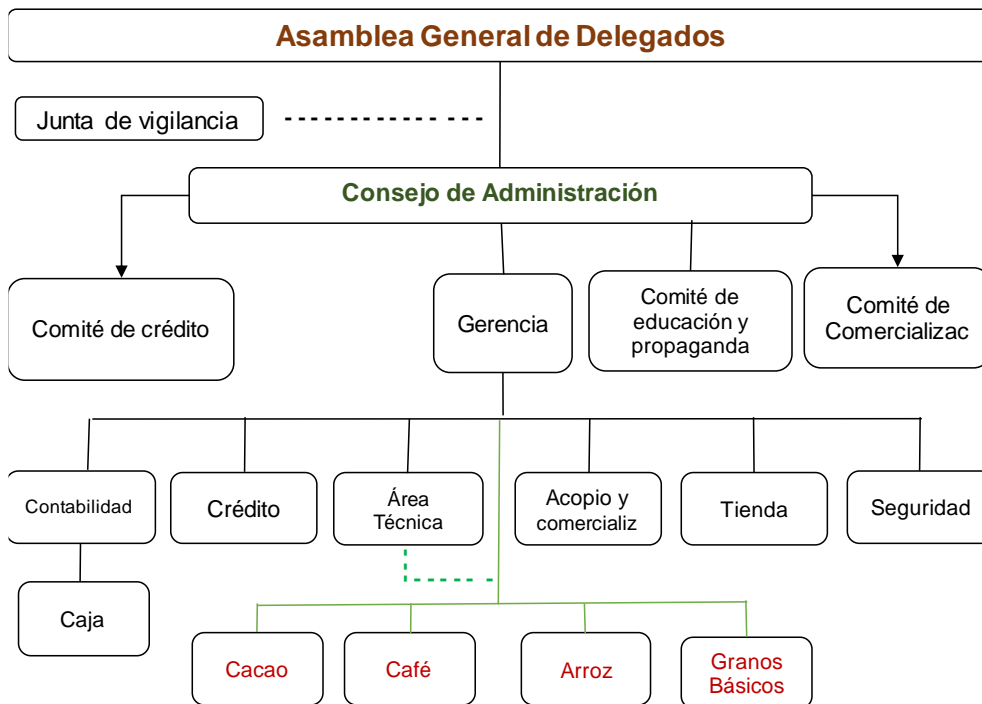 Asamblea General de Delegados
Junta de vigilancia
Consejo de Administración
Comité de crédito
Gerencia
Comité de
educación y
propaganda
Comité de
Comercializac
Contabilidad
Crédito
Área
Técnica
Acopio y
comercializ
Tienda
Seguridad
Caja
Cacao
Café
Arroz
Granos
Básicos